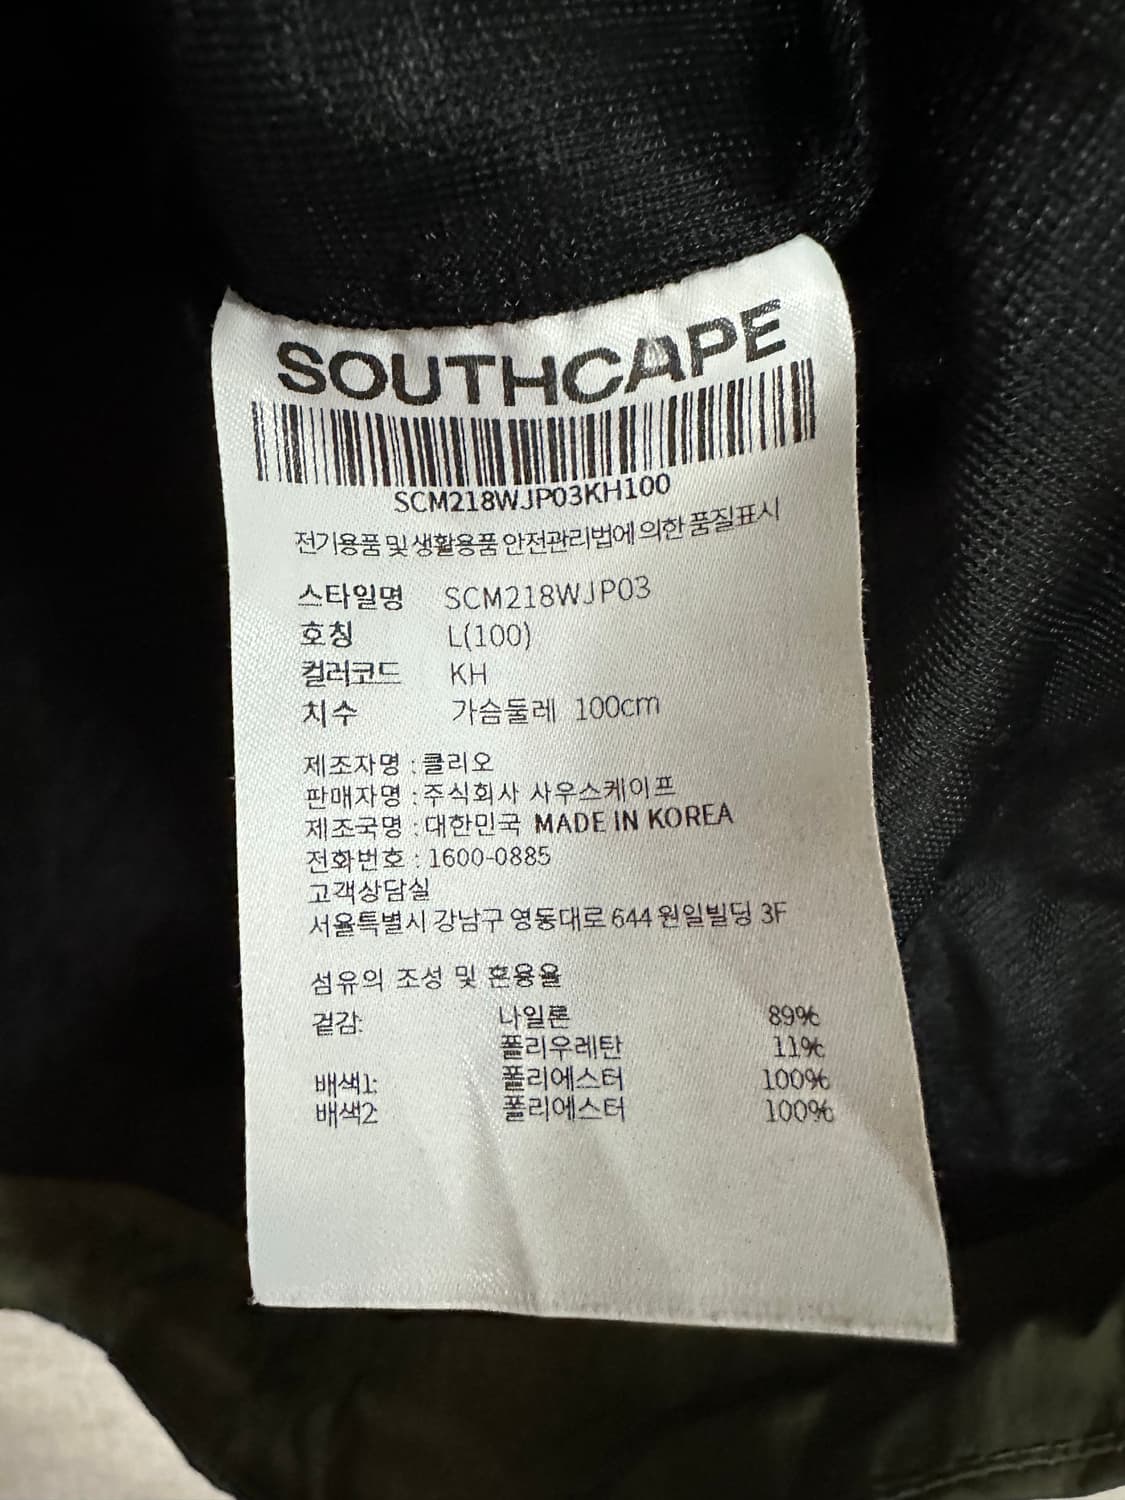 SOUTHCAPE
SCM218WJP03KH100
전기용품 및 생활용품 안전관리법에 의한 품질표시
스타일명 SCM218WJP03
호칭 L(100)
컬러코드 KH
치수 가슴둘레 100cm
제조자명 : 클리오
판매자명 : 주식회사 사우스케이프
제조국명 : 대한민국 MADE IN KOREA
전화번호 : 1600-0885
고객상담실
서울특별시 강남구 영동대로 644 원일빌딩 3F
섬유의 조성 및 혼용율
겉감: 나일론 89%
폴리우레탄 11%
배색1: 폴리에스터 100%
배색2 폴리에스터 100%